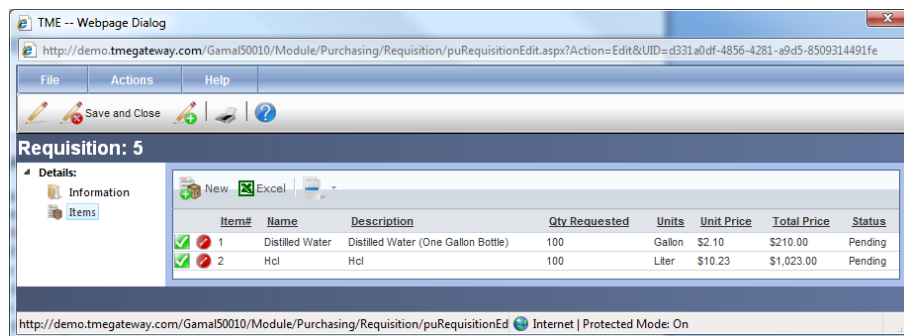 TME -- Webpage Dialog
http://demo.tmegateway.com/Gamal50010/Module/Purchasing/Requisition/puRequisitionEdit.aspx?Action=Edit&UID=d331a0df-4856-4281-a9d5-8509314491fe
File Actions Help
Save and Close
Requisition: 5
Details:
Information
Items
New Excel
Item# Name Description Qty Requested Units Unit Price Total Price Status
1 Distilled Water Distilled Water (One Gallon Bottle) 100 Gallon $2.10 $210.00 Pending
2 Hcl Hcl 100 Liter $10.23 $1,023.00 Pending
http://demo.tmegateway.com/Gamal50010/Module/Purchasing/Requisition/puRequisitionEd Internet | Protected Mode: On